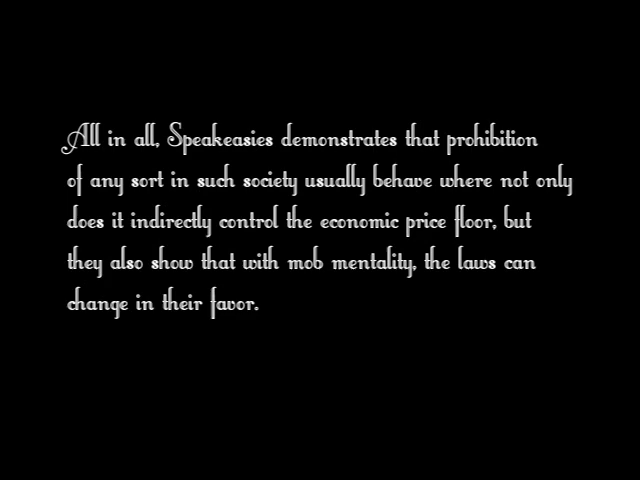 All in all, Speakeasies demonstrates that prohibition
of any sort in such society usually behave where not only
does it indirectly control the economic price floor, but
they also show that with mob mentality, the laws can
change in their favor.